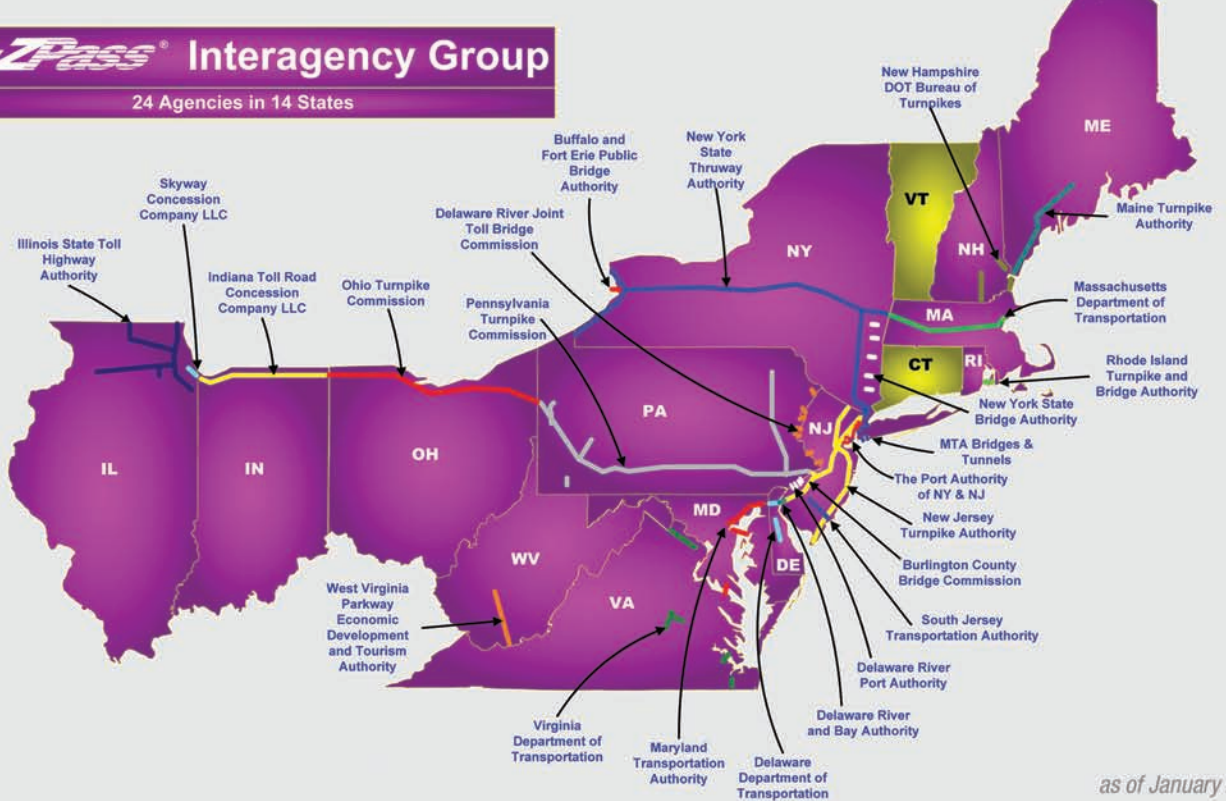 ZPass® Interagency Group
24 Agencies in 14 States
New Hampshire
DOT Bureau of
Turnpikes
ME
Buffalo and
Fort Erie Public
Bridge
Authority
New York
State
Thruway
Authority
Skyway
Concession
Company LLC
VT
Maine Turnpike
Authority
Delaware River Joint
Toll Bridge
Commission
Illinois State Toll
Highway
Authority
NY
NH
Indiana Toll Road
Concession
Company LLC
Ohio Turnpike
Commission
Pennsylvania
Turnpike
Commission
Massachusetts
Department of
Transportation
MA
CT
RI
Rhode Island
Turnpike and
Bridge Authority
New York State
Bridge Authority
PA
NJ
MTA Bridges &
Tunnels
IL
IN
OH
The Port Authority
of NY & NJ
MD
New Jersey
Turnpike Authority
WV
DE
Burlington County
Bridge Commission
VA
West Virginia
Parkway
Economic
Development
and Tourism
Authority
South Jersey
Transportation Authority
Delaware River
Port Authority
Delaware River
and Bay Authority
Virginia
Department of
Transportation
Maryland
Transportation
Authority
Delaware
Department of
Transportation
as of January